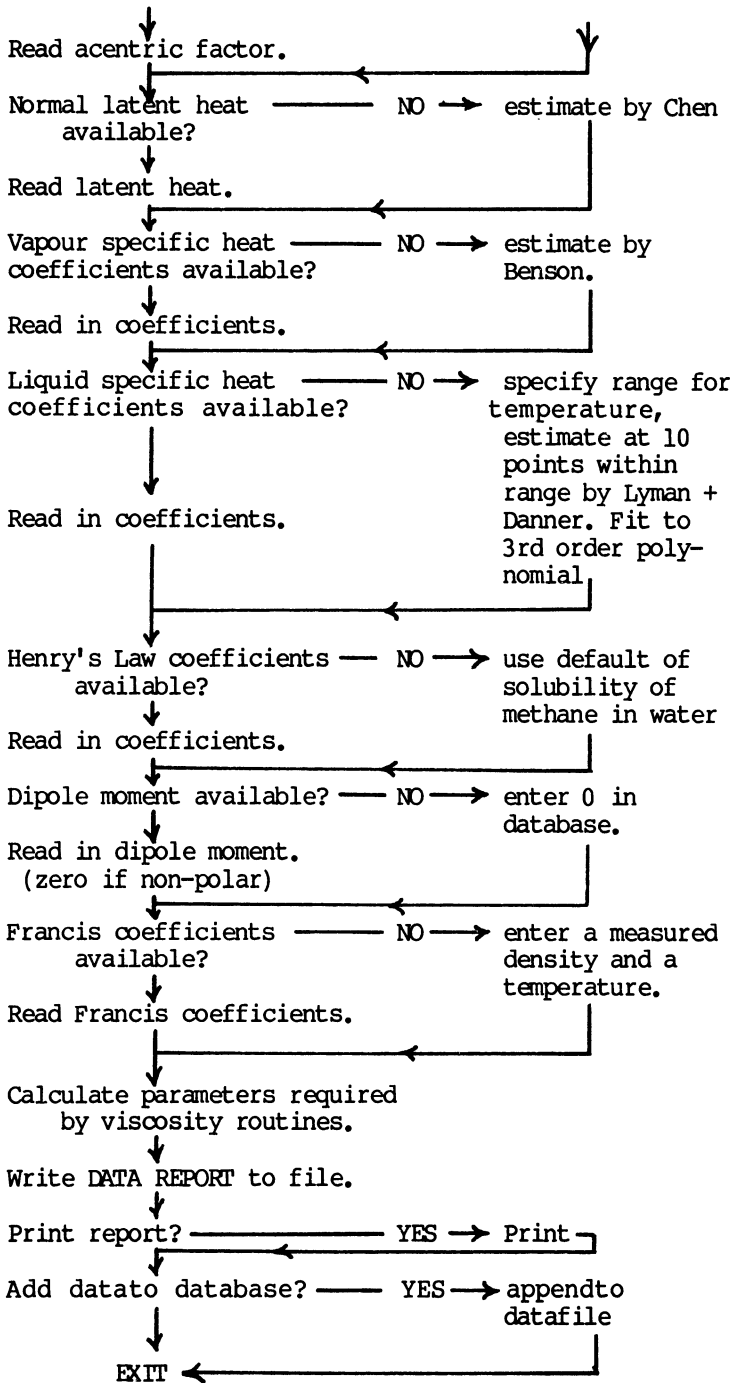 Read acentric factor.
Normal latent heat NO estimate by Chen
available?
Read latent heat.
Vapour specific heat NO estimate by
coefficients available? Benson.
Read in coefficients.
Liquid specific heat NO specify range for
coefficients available? temperature,
estimate at 10
points within
range by Lyman +
Read in coefficients. Danner. Fit to
3rd order poly-
nomial
Henry's Law coefficients NO use default of
available? solubility of
methane in water
Read in coefficients.
Dipole moment available? NO enter 0 in
database.
Read in dipole moment.
(zero if non-polar)
Francis coefficients NO enter a measured
available? density and a
temperature.
Read Francis coefficients.
Calculate parameters required
by viscosity routines.
Write DATA REPORT to file.
Print report? YES Print
Add datato database? YES appendto
datafile
EXIT